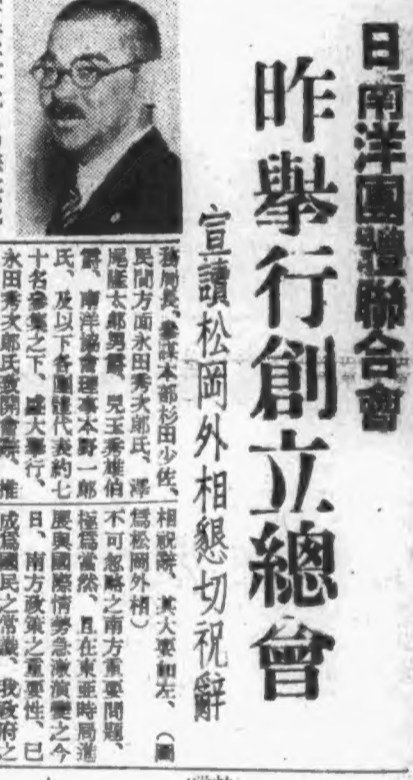 日南洋團體聯合會
昨擧行創立總會
宣讀松岡外相懇切祝辭
務局長、參謀本部杉田少佐、
民間方面永田秀次郎氏、澤
尾隆太郎男爵、兒玉秀雄伯
爵、南洋協會理事本野一郎
氏、及以下各團體代表約七
十名參集之下、盛大擧行、
永田秀次郎氏致開會辭、推
相祝辭、其大要如左、（圖
爲松岡外相）
不可忽略之南方重要問題、
極爲當然、且在東亞時局進
展與國際情勢急激演變之今
日、南方政策之重要性、已
成爲國民之常識、我政府之